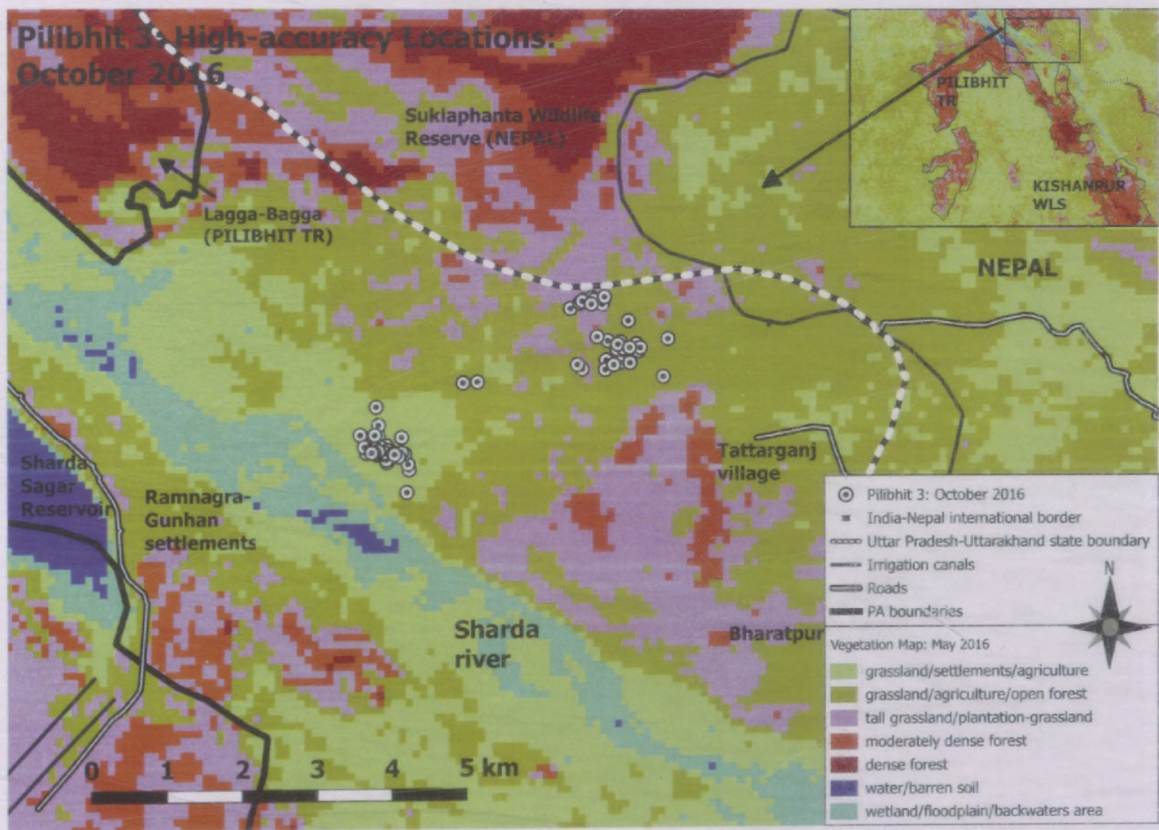 Pilibhit 3: High-accuracy Locations:
October 2016
Suklaphanta Wildlife
Reserve (NEPAL)
PILIBHIT
TR
KISHANPUR
WLS
Lagga-Bagga
(PILIBHIT TR)
NEPAL
Sharda
Sagar
Reservoir
Ramnagra-
Gunhan
settlements
Tattarganj
village
Sharda
river
Bharatpur
0 1 2 3 4 5 km
Pilibhit 3: October 2016
India-Nepal international border
Uttar Pradesh-Uttarakhand state boundary
Irrigation canals
Roads
PA boundaries
N
Vegetation Map: May 2016
grassland/settlements/agriculture
grassland/agriculture/open forest
tall grassland/plantation-grassland
moderately dense forest
dense forest
water/barren soil
wetland/floodplain/backwaters area